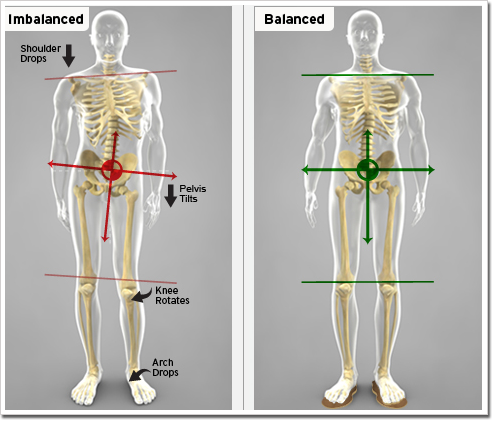 Imbalanced
Shoulder
Drops
Pelvis
Tilts
Knee
Rotates
Arch
Drops
Balanced